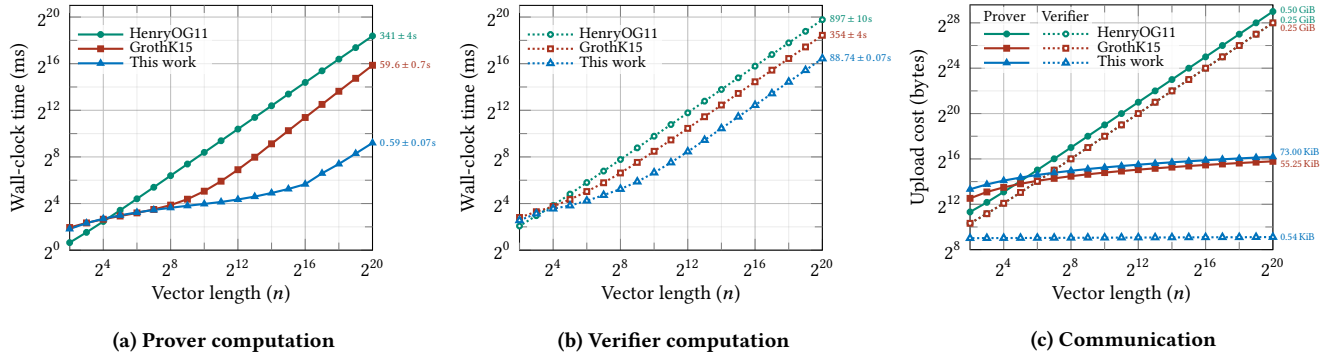 Wall-clock time (ms)
2^20
2^16
2^12
2^8
2^4
2^0
HenryOG11
GrothK15
This work
341 ± 4s
59.6 ± 0.7s
0.59 ± 0.07s
2^4
2^8
2^12
2^16
2^20
Vector length (n)
(a) Prover computation
Wall-clock time (ms)
2^20
2^16
2^12
2^8
2^4
2^0
HenryOG11
GrothK15
This work
897 ± 10s
354 ± 4s
88.74 ± 0.07s
2^4
2^8
2^12
2^16
2^20
Vector length (n)
(b) Verifier computation
Upload cost (bytes)
2^28
2^24
2^20
2^16
2^12
2^8
Prover Verifier
HenryOG11
GrothK15
This work
0.50 GiB
0.25 GiB
0.25 GiB
73.00 KiB
55.25 KiB
0.54 KiB
2^4
2^8
2^12
2^16
2^20
Vector length (n)
(c) Communication